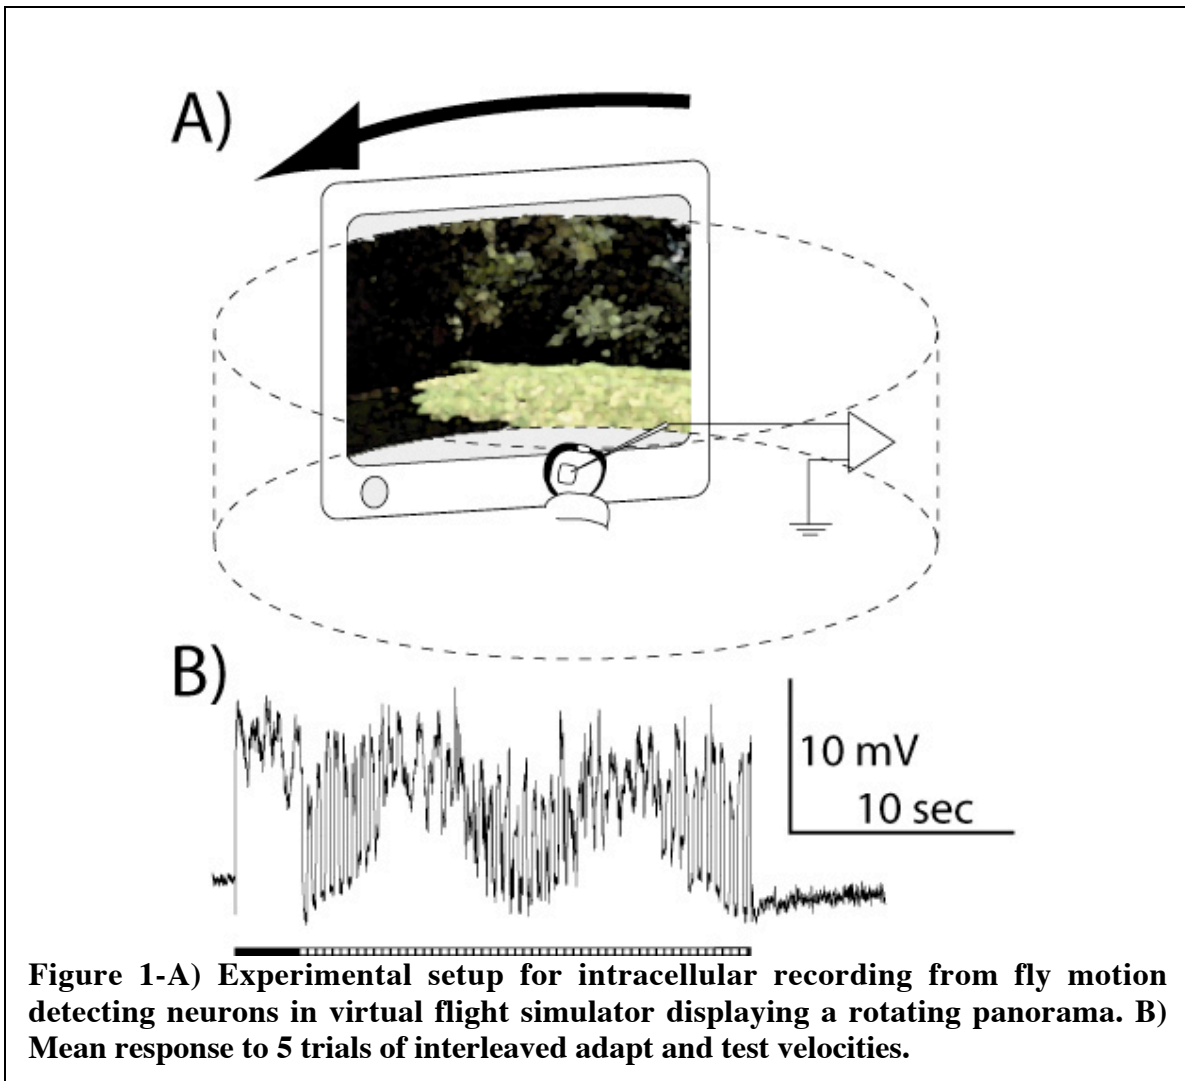 A)
B)
10 mV
10 sec
Figure 1-A) Experimental setup for intracellular recording from fly motion
detecting neurons in virtual flight simulator displaying a rotating panorama. B)
Mean response to 5 trials of interleaved adapt and test velocities.